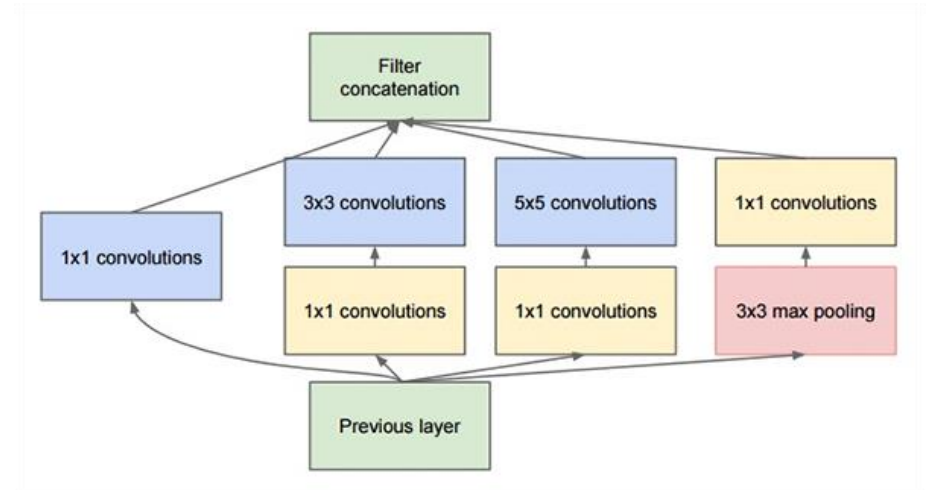 Filter
concatenation
3x3 convolutions
5x5 convolutions
1x1 convolutions
1x1 convolutions
1x1 convolutions
1x1 convolutions
3x3 max pooling
Previous layer